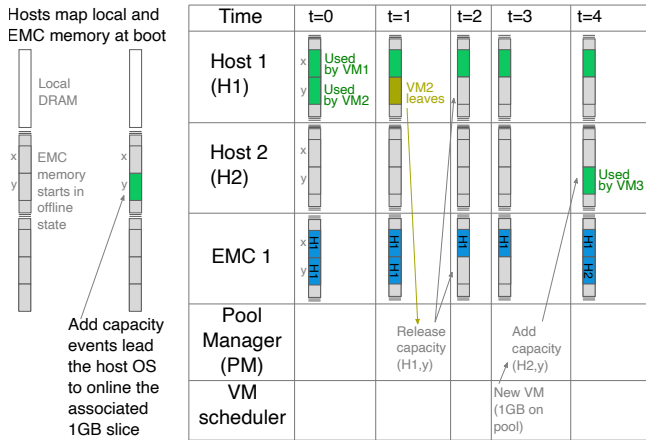 Hosts map local and
EMC memory at boot
Local
DRAM
x
y
EMC
memory
starts in
offline
state
x
y
Add capacity
events lead
the host OS
to online the
associated
1GB slice
Time
t=0
t=1
t=2
t=3
t=4
Host 1
(H1)
x
y
Used
by VM1
Used
by VM2
VM2
leaves
Host 2
(H2)
x
y
Used
by VM3
EMC 1
x
y
H1
H1
H1
H1
H1
H1
H1
H2
Pool
Manager
(PM)
Release
capacity
(H1,y)
Add
capacity
(H2,y)
VM
scheduler
New VM
(1GB on
pool)